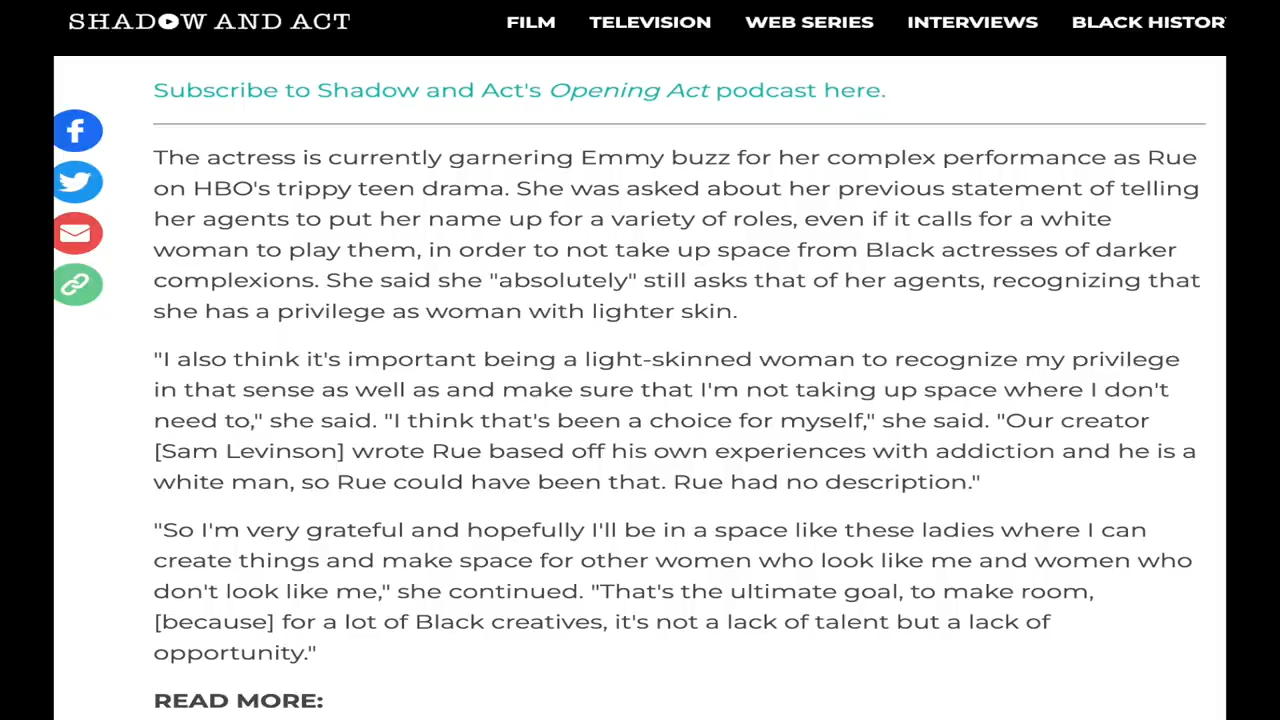 SHADOW AND ACT
FILM TELEVISION WEB SERIES INTERVIEWS BLACK HISTOR
Subscribe to Shadow and Act's Opening Act podcast here.
The actress is currently garnering Emmy buzz for her complex performance as Rue
on HBO's trippy teen drama. She was asked about her previous statement of telling
her agents to put her name up for a variety of roles, even if it calls for a white
woman to play them, in order to not take up space from Black actresses of darker
complexions. She said she "absolutely" still asks that of her agents, recognizing that
she has a privilege as woman with lighter skin.
"I also think it's important being a light-skinned woman to recognize my privilege
in that sense as well as and make sure that I'm not taking up space where I don't
need to," she said. "I think that's been a choice for myself," she said. "Our creator
[Sam Levinson] wrote Rue based off his own experiences with addiction and he is a
white man, so Rue could have been that. Rue had no description."
"So I'm very grateful and hopefully I'll be in a space like these ladies where I can
create things and make space for other women who look like me and women who
don't look like me," she continued. "That's the ultimate goal, to make room,
[because] for a lot of Black creatives, it's not a lack of talent but a lack of
opportunity."
READ MORE: